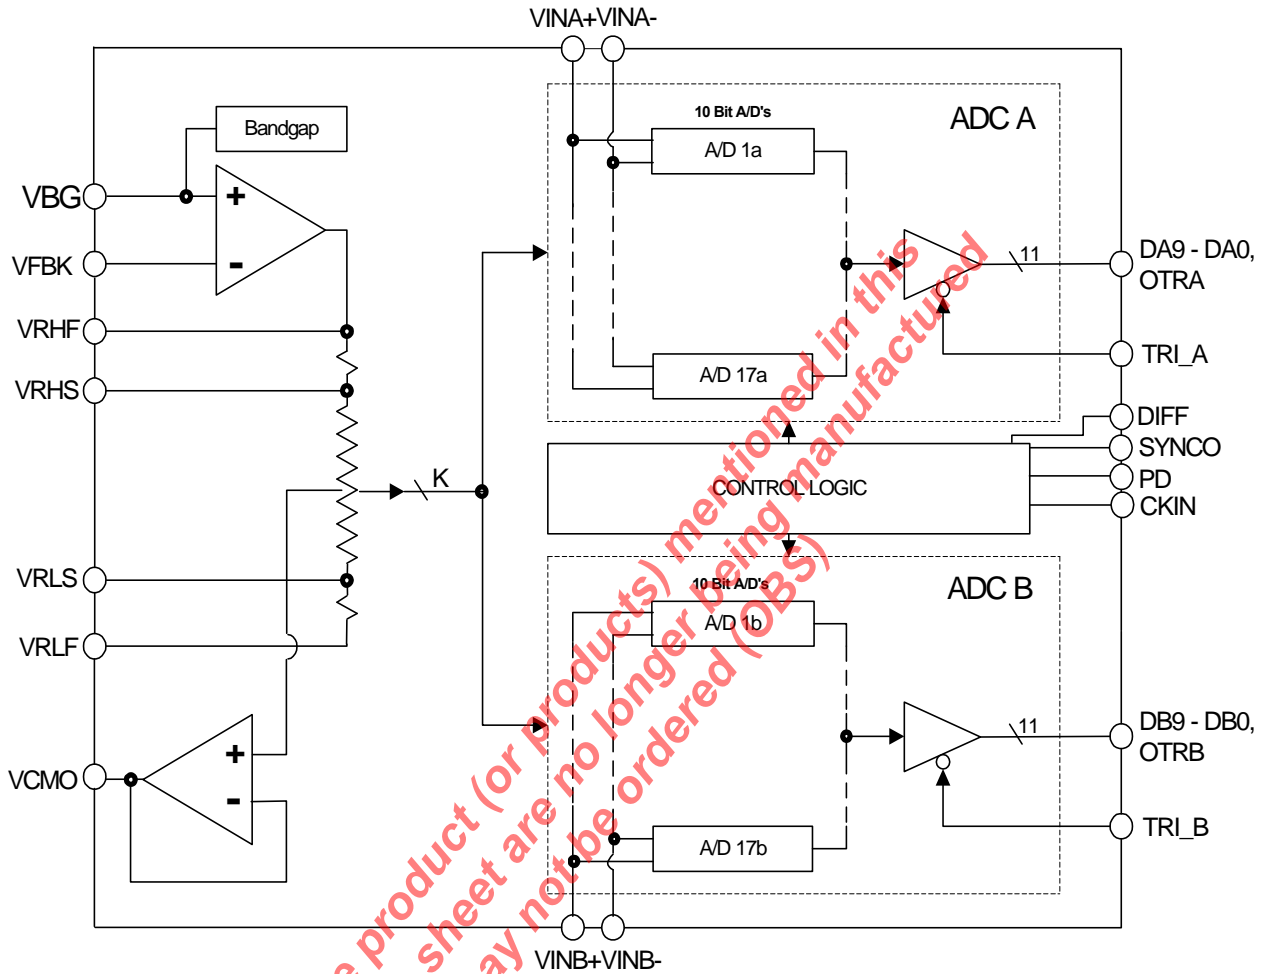 VINA+ VINA-
Bandgap
VBG
+
-
VFBK
VRHF
VRHS
K
VRLS
VRLF
+
-
VCMO
10 Bit A/D's
ADC A
A/D 1a
A/D 17a
11
DA9 - DA0,
OTRA
TRI_A
DIFF
SYNCO
PD
CKIN
CONTROL LOGIC
10 Bit A/D's
ADC B
A/D 1b
A/D 17b
11
DB9 - DB0,
OTRB
TRI_B
VINB+ VINB-
product (or products) mentioned in this
sheet are no longer being manufactured
not be ordered (OBS)